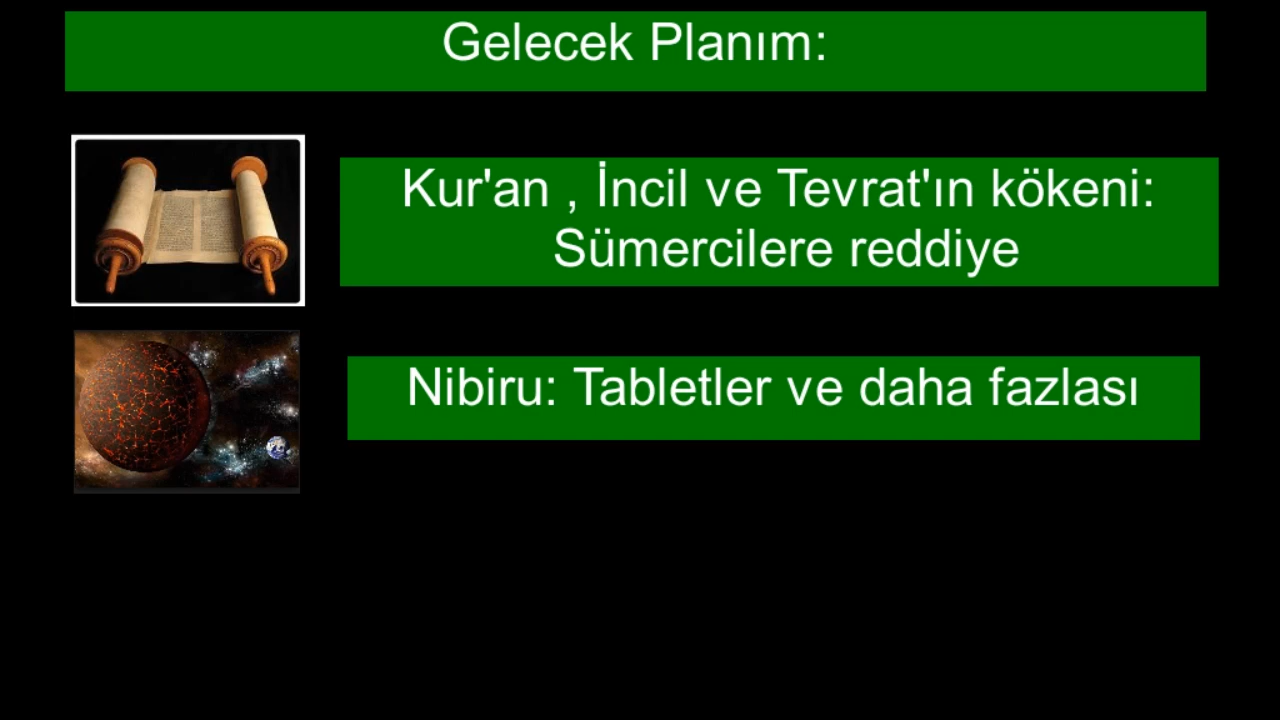 Gelecek Planım:
Kur'an , İncil ve Tevrat'ın kökeni:
Sümercilere reddiye
Nibiru: Tabletler ve daha fazlası